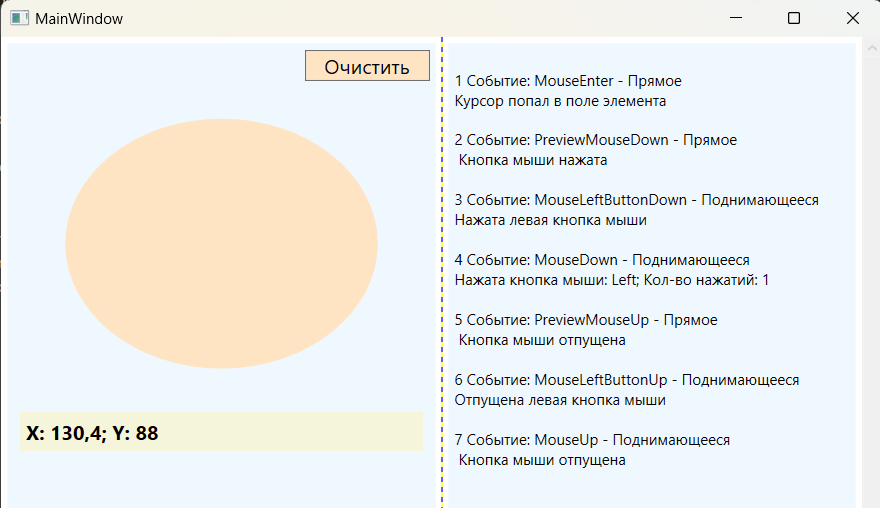 MainWindow
Очистить
X: 130,4; Y: 88
1 Событие: MouseEnter - Прямое
Курсор попал в поле элемента
2 Событие: PreviewMouseDown - Прямое
Кнопка мыши нажата
3 Событие: MouseLeftButtonDown - Поднимающееся
Нажата левая кнопка мыши
4 Событие: MouseDown - Поднимающееся
Нажата кнопка мыши: Left; Кол-во нажатий: 1
5 Событие: PreviewMouseUp - Прямое
Кнопка мыши отпущена
6 Событие: MouseLeftButtonUp - Поднимающееся
Отпущена левая кнопка мыши
7 Событие: MouseUp - Поднимающееся
Кнопка мыши отпущена